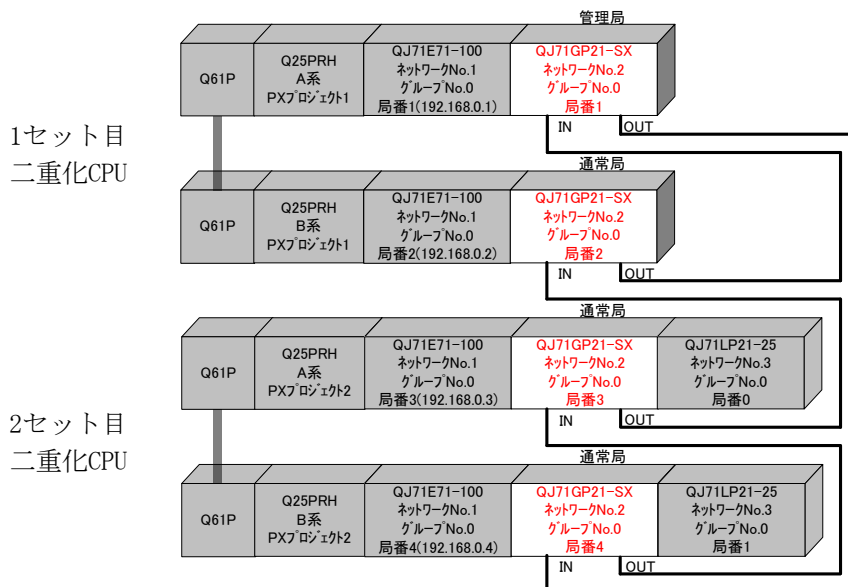 管理局
Q61P
Q25PRH
A系
PXプロジェクト1
QJ71E71-100
ネットワークNo.1
グループNo.0
局番1(192.168.0.1)
QJ71GP21-SX
ネットワークNo.2
グループNo.0
局番1
IN
OUT
1セット目
二重化CPU
通常局
Q61P
Q25PRH
B系
PXプロジェクト1
QJ71E71-100
ネットワークNo.1
グループNo.0
局番2(192.168.0.2)
QJ71GP21-SX
ネットワークNo.2
グループNo.0
局番2
IN
OUT
通常局
Q61P
Q25PRH
A系
PXプロジェクト2
QJ71E71-100
ネットワークNo.1
グループNo.0
局番3(192.168.0.3)
QJ71GP21-SX
ネットワークNo.2
グループNo.0
局番3
QJ71LP21-25
ネットワークNo.3
グループNo.0
局番0
IN
OUT
2セット目
二重化CPU
通常局
Q61P
Q25PRH
B系
PXプロジェクト2
QJ71E71-100
ネットワークNo.1
グループNo.0
局番4(192.168.0.4)
QJ71GP21-SX
ネットワークNo.2
グループNo.0
局番4
QJ71LP21-25
ネットワークNo.3
グループNo.0
局番1
IN
OUT